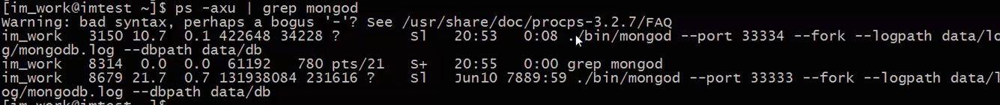 [im_work@imtest ~]$ ps -axu | grep mongod
Warning: bad syntax, perhaps a bogus '-'? See /usr/share/doc/procps-3.2.7/FAQ
im_work   3150 10.7  0.1 422648 34228 ?        Sl   20:53   0:08 ./bin/mongod --port 33334 --fork --logpath data/lo
g/mongodb.log --dbpath data/db
im_work   8314  0.0  0.0  61192   780 pts/21   S+   20:55   0:00 grep mongod
im_work   8679 21.7  0.7 131938084 231616 ?    Sl   Jun10 7889:59 ./bin/mongod --port 33333 --fork --logpath data/l
og/mongodb.log --dbpath data/db
[im_work@imtest ~]$